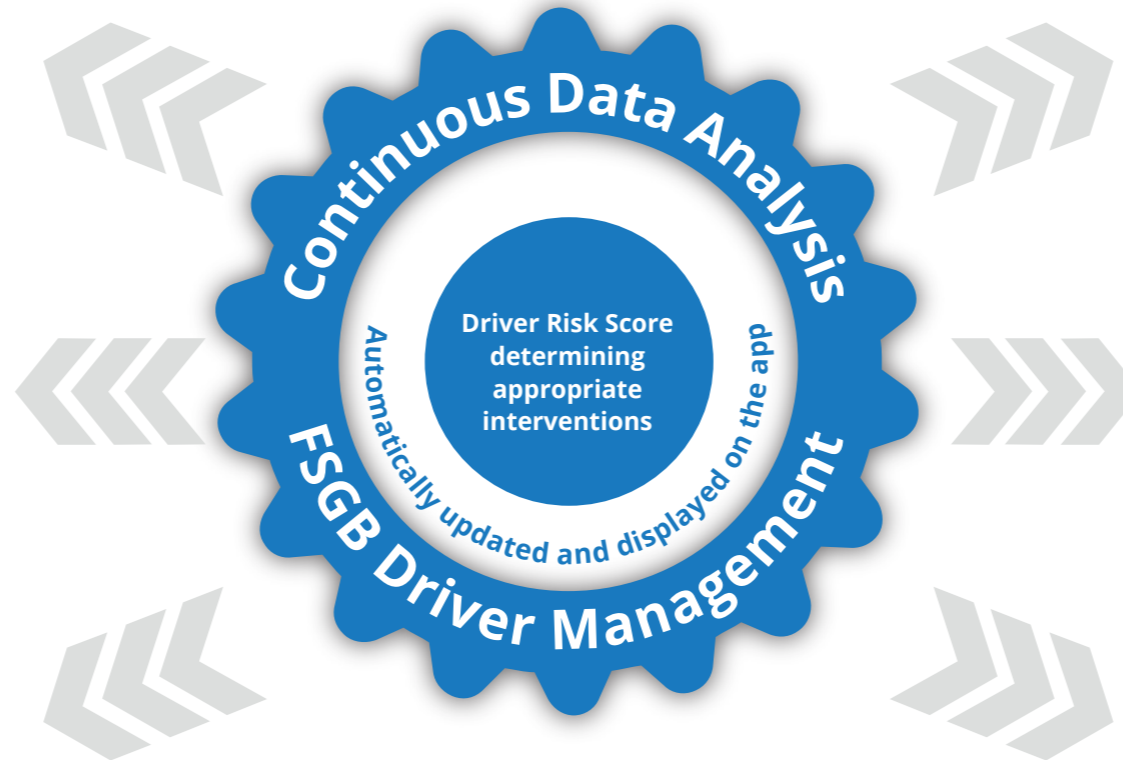 Continuous Data Analysis
Driver Risk Score
determining
appropriate
interventions
Automatically updated and displayed on the app
FSGB Driver Management